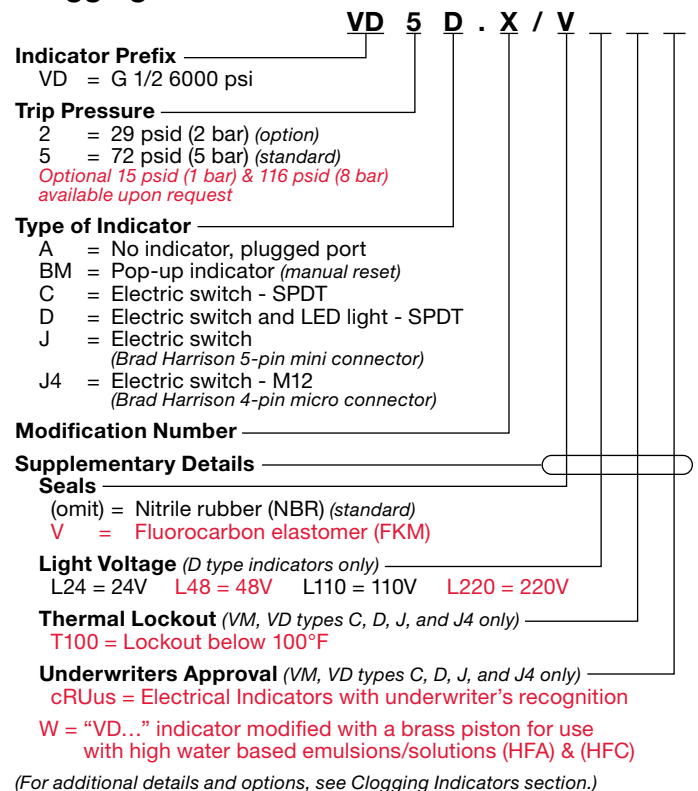 VD 5 D . X / V
Indicator Prefix
VD = G 1/2 6000 psi
Trip Pressure
2 = 29 psid (2 bar) (option)
5 = 72 psid (5 bar) (standard)
Optional 15 psid (1 bar) & 116 psid (8 bar)
available upon request
Type of Indicator
A = No indicator, plugged port
BM = Pop-up indicator (manual reset)
C = Electric switch - SPDT
D = Electric switch and LED light - SPDT
J = Electric switch
(Brad Harrison 5-pin mini connector)
J4 = Electric switch - M12
(Brad Harrison 4-pin micro connector)
Modification Number
Supplementary Details
Seals
(omit) = Nitrile rubber (NBR) (standard)
V = Fluorocarbon elastomer (FKM)
Light Voltage (D type indicators only)
L24 = 24V L48 = 48V L110 = 110V L220 = 220V
Thermal Lockout (VM, VD types C, D, J, and J4 only)
T100 = Lockout below 100°F
Underwriters Approval (VM, VD types C, D, J, and J4 only)
cRUus = Electrical Indicators with underwriter's recognition
W = “VD…” indicator modified with a brass piston for use
with high water based emulsions/solutions (HFA) & (HFC)
(For additional details and options, see Clogging Indicators section.)